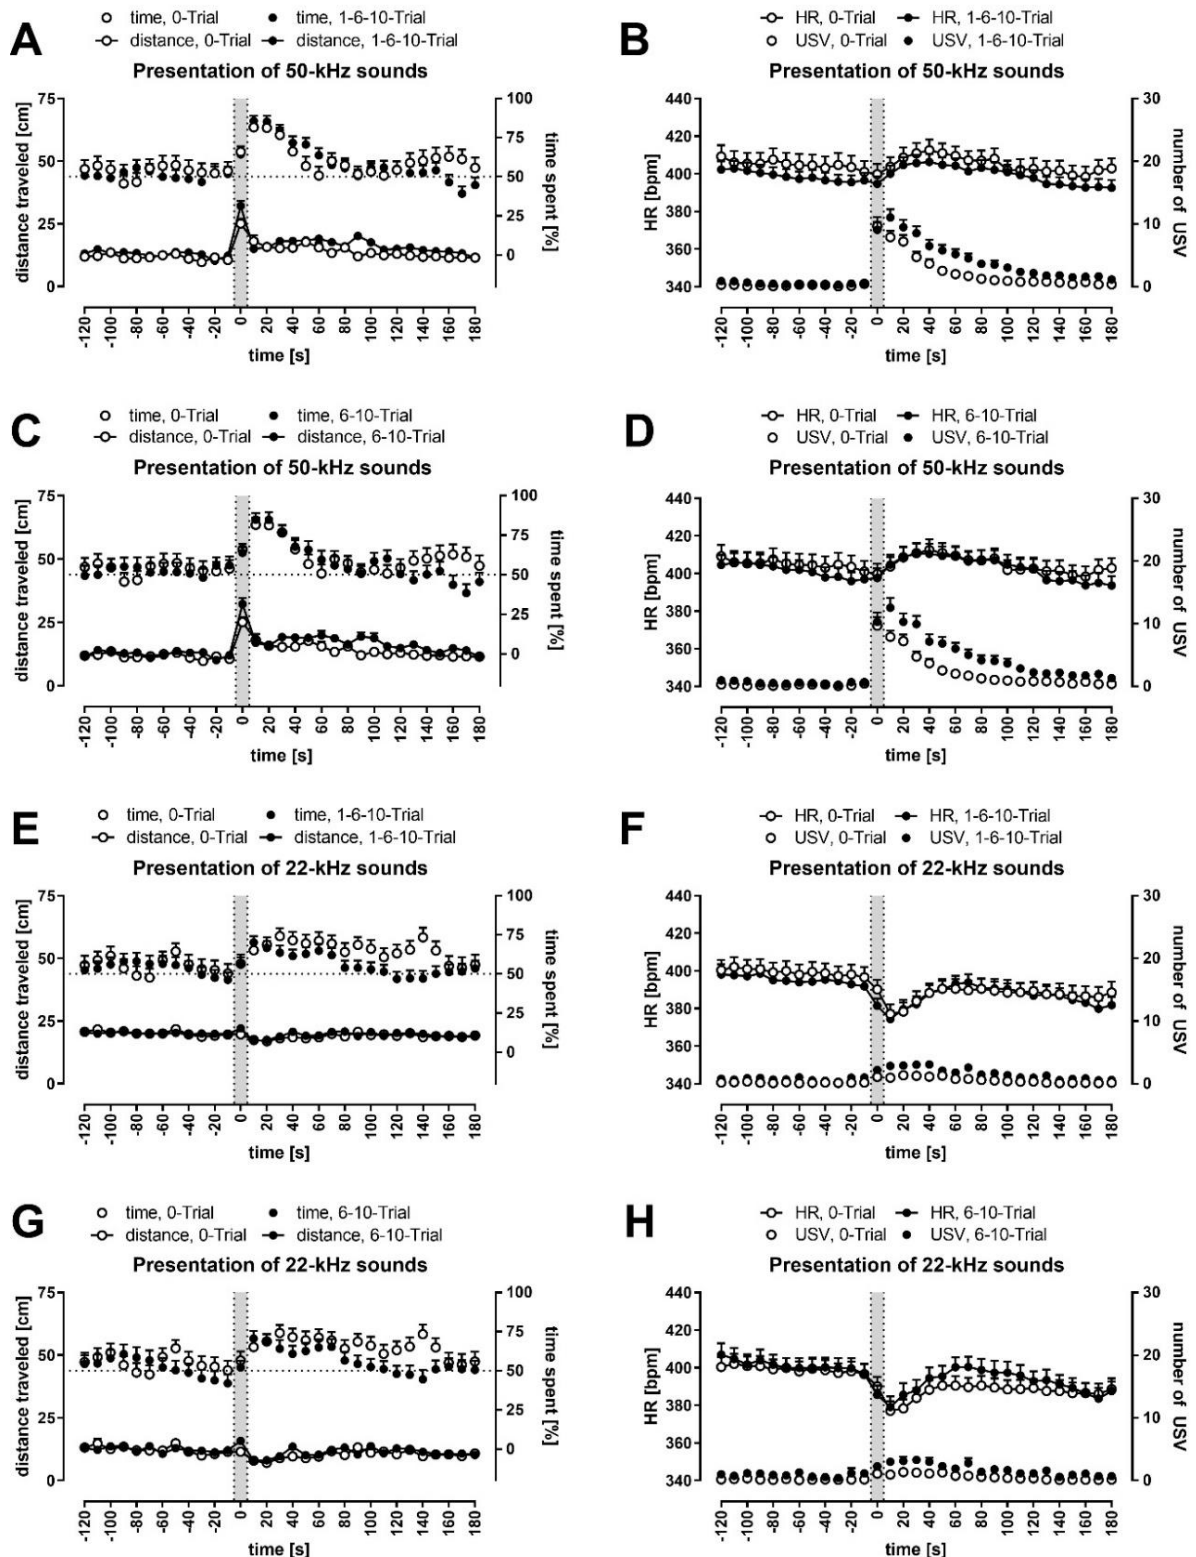 A
time, 0-Trial
time, 1-6-10-Trial
distance, 0-Trial
distance, 1-6-10-Trial
Presentation of 50-kHz sounds
distance traveled [cm]
75
50
25
0
100
75
50
25
0
time spent [%]
-120
-100
-80
-60
-40
-20
0
20
40
60
80
100
120
140
160
180
time [s]
B
HR, 0-Trial
HR, 1-6-10-Trial
USV, 0-Trial
USV, 1-6-10-Trial
Presentation of 50-kHz sounds
HR [bpm]
440
420
400
380
360
340
30
20
10
0
number of USV
-120
-100
-80
-60
-40
-20
0
20
40
60
80
100
120
140
160
180
time [s]
C
time, 0-Trial
time, 6-10-Trial
distance, 0-Trial
distance, 6-10-Trial
Presentation of 50-kHz sounds
distance traveled [cm]
75
50
25
0
100
75
50
25
0
time spent [%]
-120
-100
-80
-60
-40
-20
0
20
40
60
80
100
120
140
160
180
time [s]
D
HR, 0-Trial
HR, 6-10-Trial
USV, 0-Trial
USV, 6-10-Trial
Presentation of 50-kHz sounds
HR [bpm]
440
420
400
380
360
340
30
20
10
0
number of USV
-120
-100
-80
-60
-40
-20
0
20
40
60
80
100
120
140
160
180
time [s]
E
time, 0-Trial
time, 1-6-10-Trial
distance, 0-Trial
distance, 1-6-10-Trial
Presentation of 22-kHz sounds
distance traveled [cm]
75
50
25
0
100
75
50
25
0
time spent [%]
-120
-100
-80
-60
-40
-20
0
20
40
60
80
100
120
140
160
180
time [s]
F
HR, 0-Trial
HR, 1-6-10-Trial
USV, 0-Trial
USV, 1-6-10-Trial
Presentation of 22-kHz sounds
HR [bpm]
440
420
400
380
360
340
30
20
10
0
number of USV
-120
-100
-80
-60
-40
-20
0
20
40
60
80
100
120
140
160
180
time [s]
G
time, 0-Trial
time, 6-10-Trial
distance, 0-Trial
distance, 6-10-Trial
Presentation of 22-kHz sounds
distance traveled [cm]
75
50
25
0
100
75
50
25
0
time spent [%]
-120
-100
-80
-60
-40
-20
0
20
40
60
80
100
120
140
160
180
time [s]
H
HR, 0-Trial
HR, 6-10-Trial
USV, 0-Trial
USV, 6-10-Trial
Presentation of 22-kHz sounds
HR [bpm]
440
420
400
380
360
340
30
20
10
0
number of USV
-120
-100
-80
-60
-40
-20
0
20
40
60
80
100
120
140
160
180
time [s]